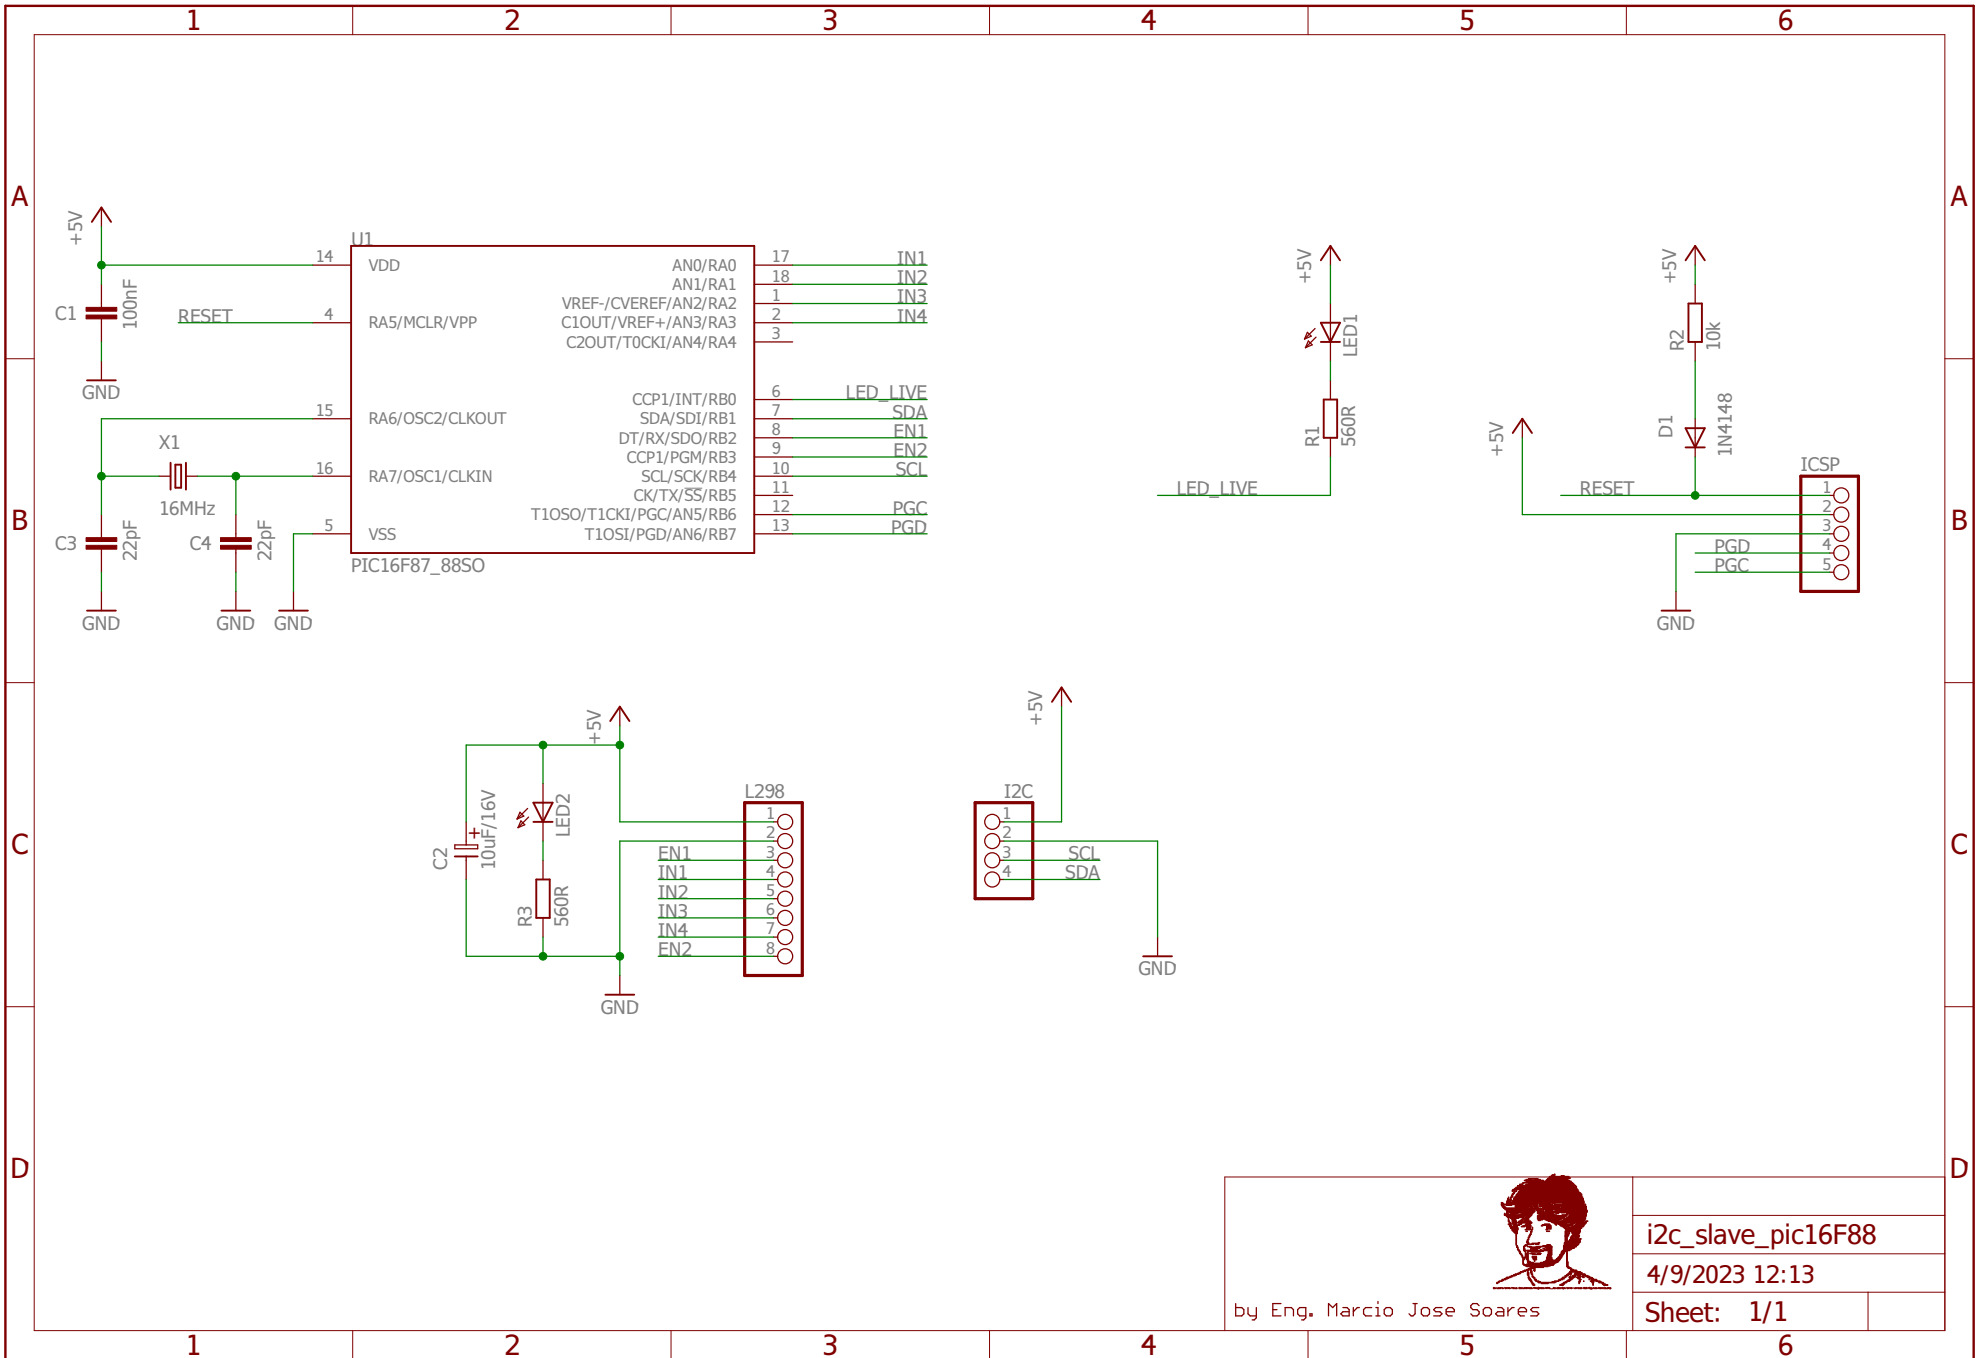 1 2 3 4 5 6
A A
B B
C C
D D
1 2 3 4 5 6
+5V
C1
100nF
GND
RESET
U1
14 VDD
4 RA5/MCLR/VPP
15 RA6/OSC2/CLKOUT
16 RA7/OSC1/CLKIN
5 VSS
PIC16F87_88SO
AN0/RA0 17 IN1
AN1/RA1 18 IN2
VREF-/CVEREF/AN2/RA2 1 IN3
C1OUT/VREF+/AN3/RA3 2 IN4
C2OUT/T0CKI/AN4/RA4 3
CCP1/INT/RB0 6 LED_LIVE
SDA/SDI/RB1 7 SDA
DT/RX/SDO/RB2 8 EN1
CCP1/PGM/RB3 9 EN2
SCL/SCK/RB4 10 SCL
CK/TX/SS/RB5 11
T1OSO/T1CKI/PGC/AN5/RB6 12 PGC
T1OSI/PGD/AN6/RB7 13 PGD
X1
16MHz
C3
22pF
C4
22pF
GND GND GND
+5V
LED1
R1
560R
LED_LIVE
+5V
R2
10k
D1
1N4148
+5V
RESET
ICSP
1
2
3
PGD 4
PGC 5
GND
+5V
C2
+
10uF/16V
LED2
R3
560R
GND
L298
1
2
EN1 3
IN1 4
IN2 5
IN3 6
IN4 7
EN2 8
+5V
I2C
1
2
3 SCL
4 SDA
GND
i2c_slave_pic16F88
4/9/2023 12:13
by Eng. Marcio Jose Soares
Sheet: 1/1